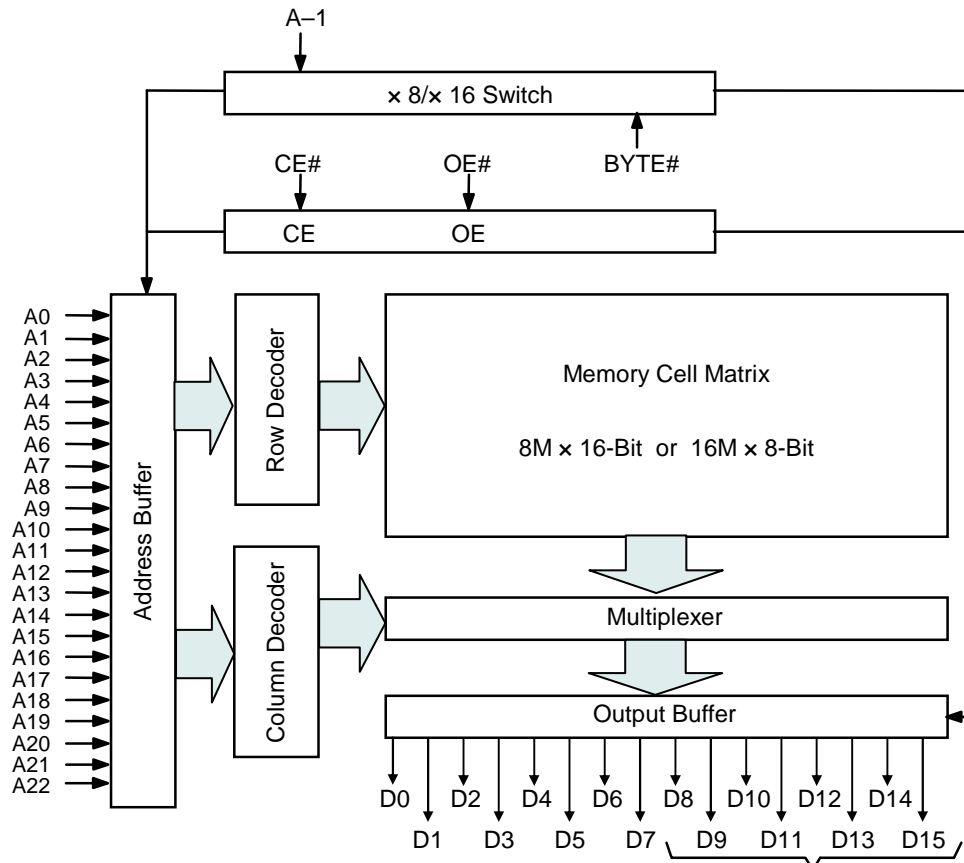 A–1
× 8/× 16 Switch
CE#
OE#
BYTE#
CE
OE
A0
A1
A2
A3
A4
A5
A6
A7
A8
A9
A10
A11
A12
A13
A14
A15
A16
A17
A18
A19
A20
A21
A22
Address Buffer
Row Decoder
Column Decoder
Memory Cell Matrix
8M × 16-Bit or 16M × 8-Bit
Multiplexer
Output Buffer
D0 D2 D4 D6 D8 D10 D12 D14
D1 D3 D5 D7 D9 D11 D13 D15